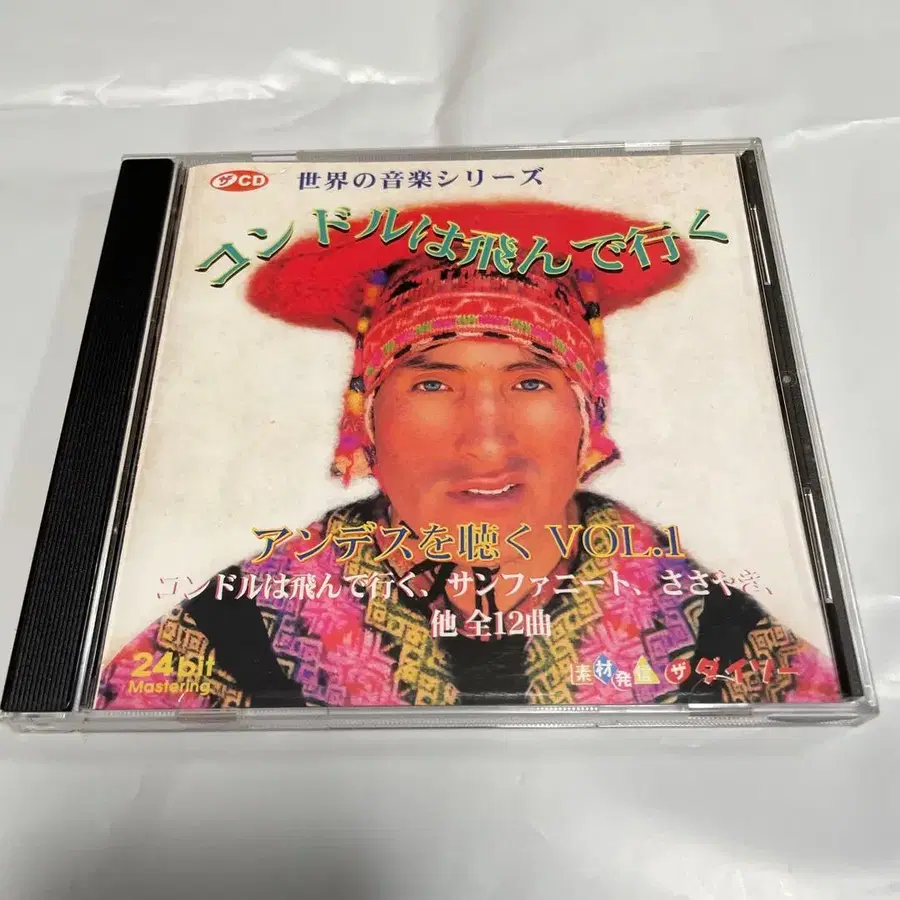 ザCD 世界の音楽シリーズ
コンドルは飛んで行く
アンデスを聴く VOL.1
コンドルは飛んで行く、サンファニート、ささやき、
他 全12曲
24bit
Mastering
素材発信 ザ ダイソー